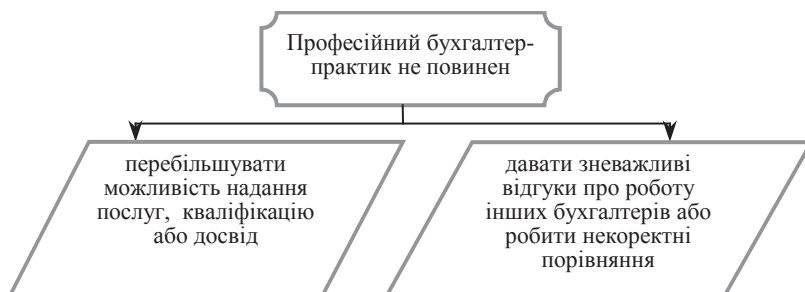 Професійний бухгалтер-
практик не повинен
перебільшувати
можливість надання
послуг, кваліфікацію
або досвід
давати зневажливі
відгуки про роботу
інших бухгалтерів або
робити некоректні
порівняння